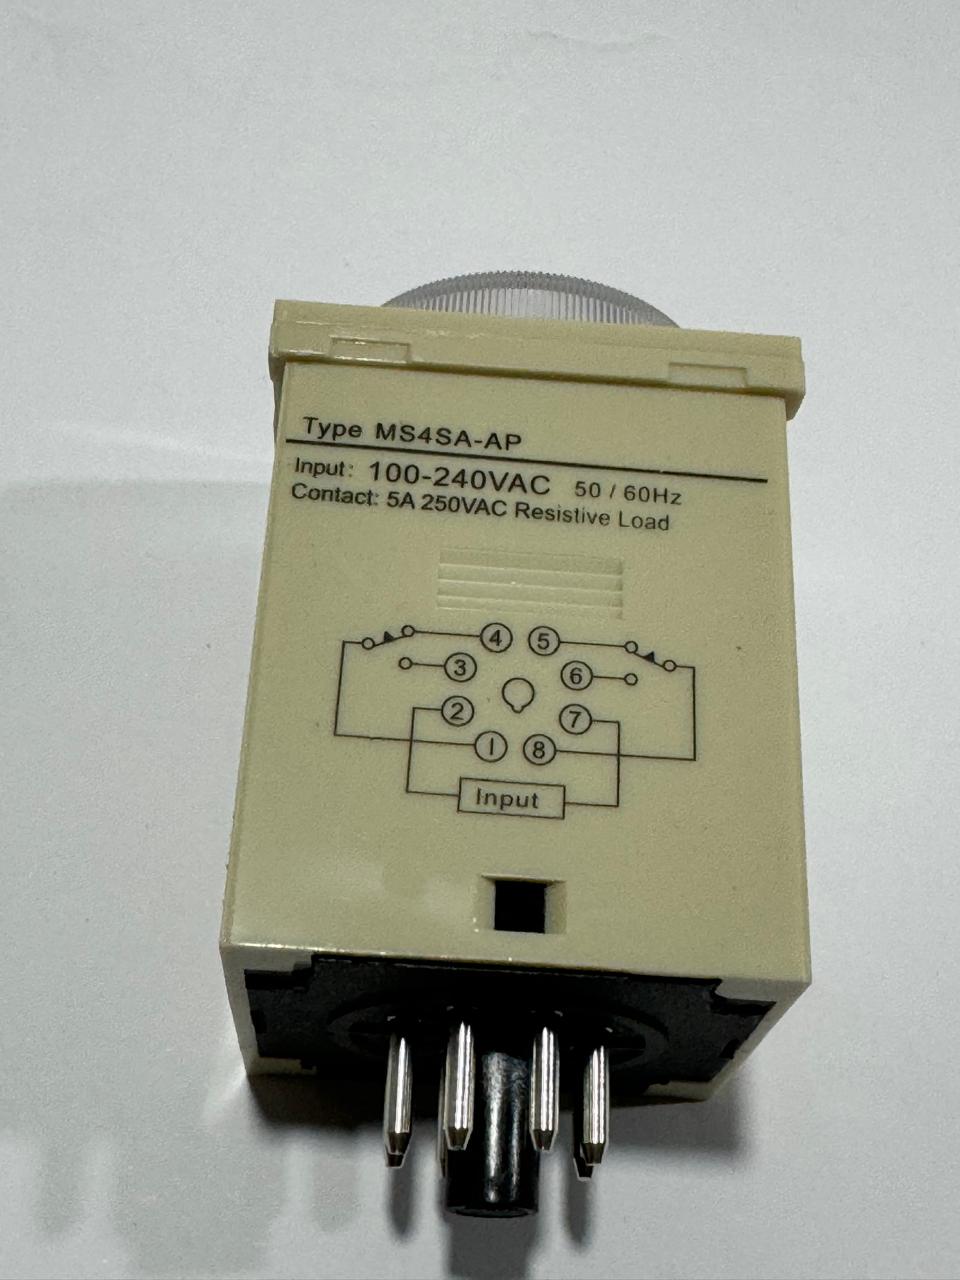 Type MS4SA-AP
Input: 100-240VAC 50 / 60Hz
Contact: 5A 250VAC Resistive Load
4 5
3 6
2 7
1 8
Input